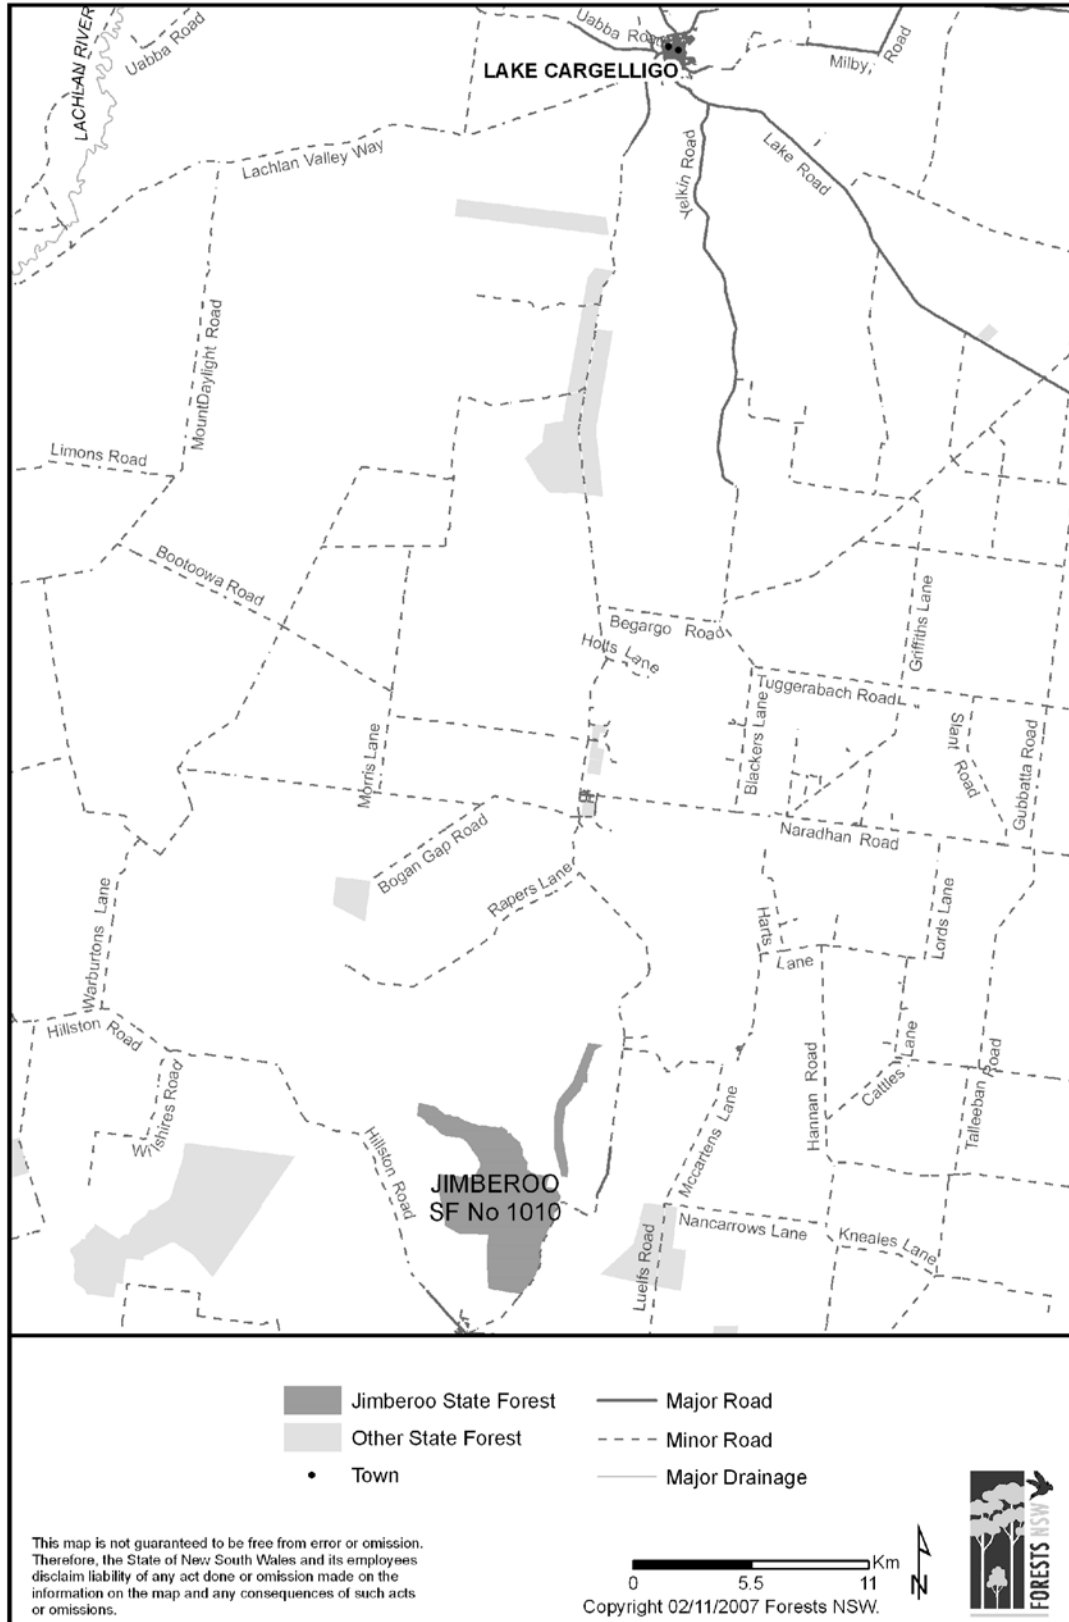 LACHLAN RIVER
Uabba Road
Uabba Road
LAKE CARGELLIGO
Milby Road
Lachlan Valley Way
Yelkin Road
Lake Road
MountDaylight Road
Limons Road
Bootoowa Road
Begargo Road
Holts Lane
Griffiths Lane
Tuggerabach Road
Blackers Lane
Slant Road
Gubbatta Road
Morris Lane
Naradhan Road
Bogan Gap Road
Rapers Lane
Harts Lane
Lords Lane
Warburtons Lane
Hillston Road
Wilshires Road
Hannan Road
Cattles Lane
Talleeban Road
Mccartens Lane
Hillston Road
JIMBEROO
SF No 1010
Nancarrows Lane
Kneales Lane
Luelfs Road
Jimberoo State Forest
Major Road
Other State Forest
Minor Road
Town
Major Drainage
This map is not guaranteed to be free from error or omission.
Therefore, the State of New South Wales and its employees
disclaim liability of any act done or omission made on the
information on the map and any consequences of such acts
or omissions.
Km
0 5.5 11
N
Copyright 02/11/2007 Forests NSW.
FORESTS NSW